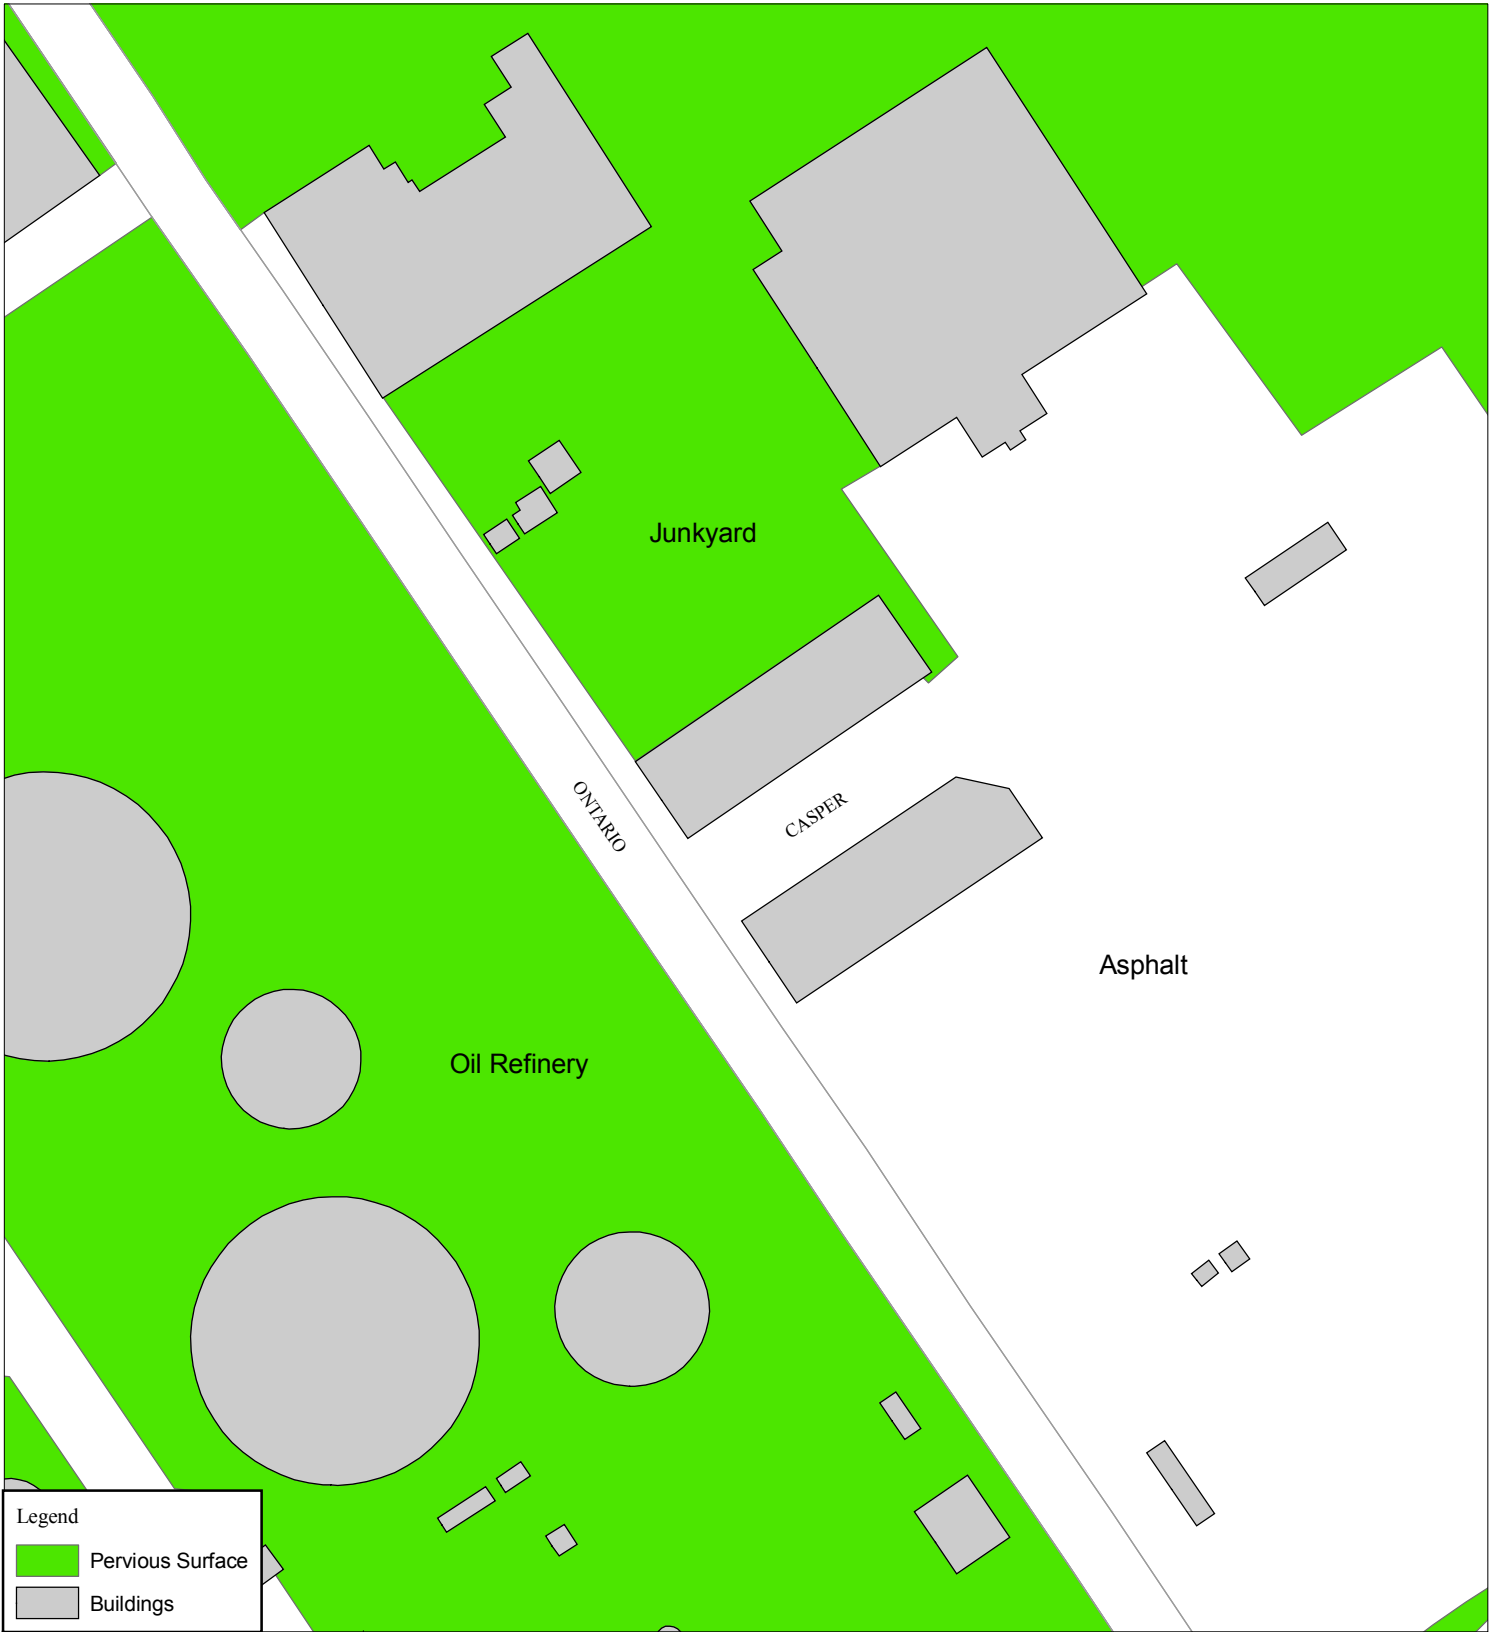 Junkyard
ONTARIO
CASPER
Asphalt
Oil Refinery
Legend
Pervious Surface
Buildings